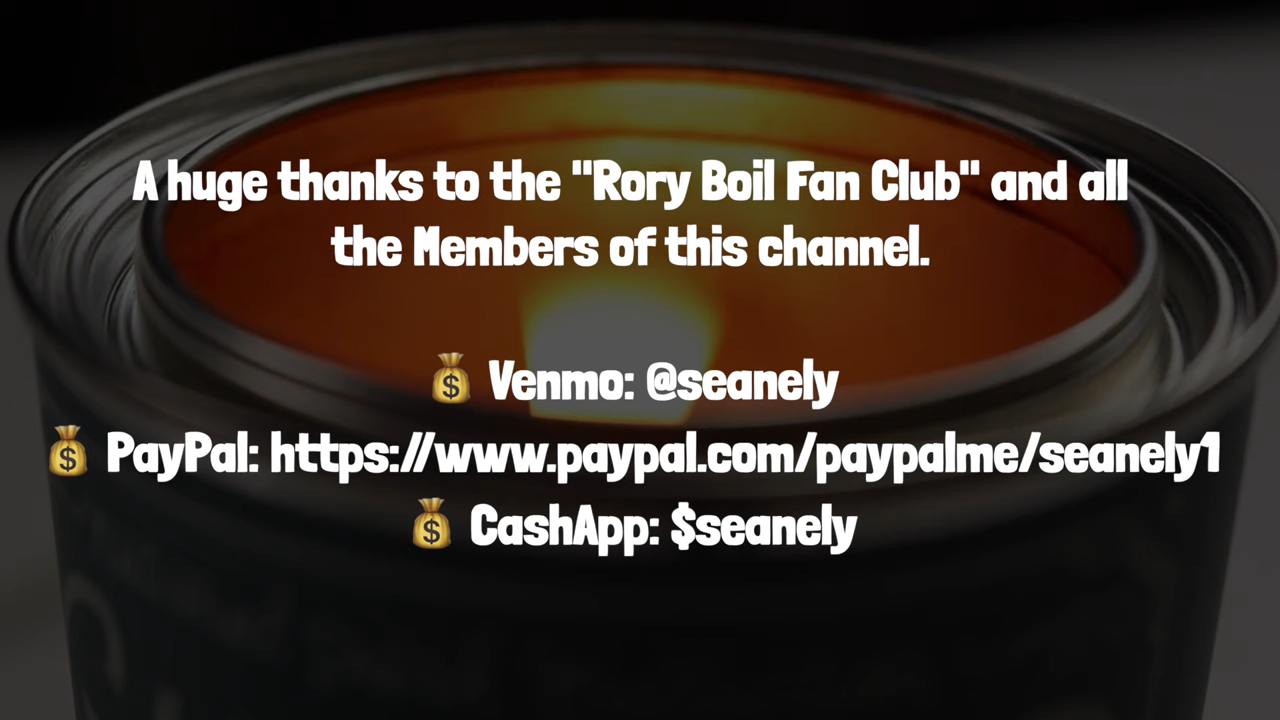 A huge thanks to the "Rory Boil Fan Club" and all
the Members of this channel.
💰 Venmo: @seanely
💰 PayPal: https://www.paypal.com/paypalme/seanely1
💰 CashApp: $seanely